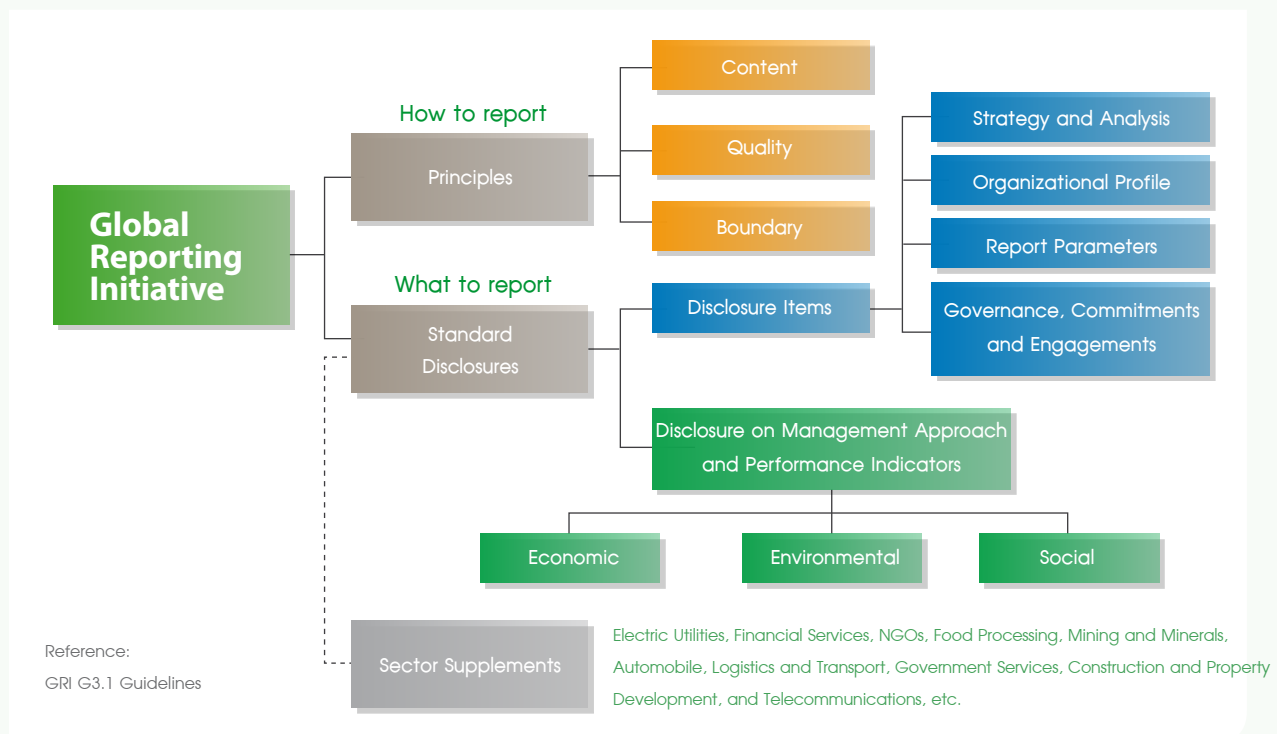 How to report
Content
Quality
Boundary
Principles
Global
Reporting
Initiative
What to report
Standard
Disclosures
Disclosure Items
Strategy and Analysis
Organizational Profile
Report Parameters
Governance, Commitments
and Engagements
Disclosure on Management Approach
and Performance Indicators
Economic
Environmental
Social
Sector Supplements
Electric Utilities, Financial Services, NGOs, Food Processing, Mining and Minerals,
Automobile, Logistics and Transport, Government Services, Construction and Property
Development, and Telecommunications, etc.
Reference:
GRI G3.1 Guidelines